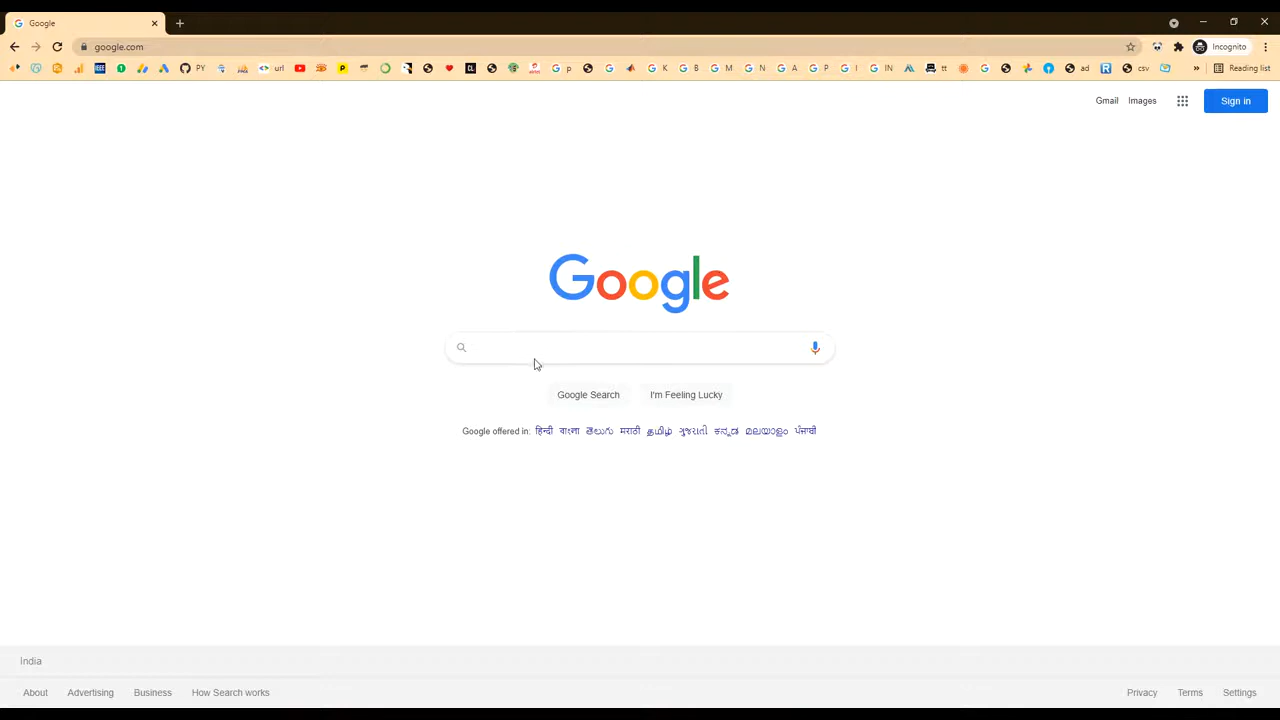 Google
google.com
Incognito
PY
url
p
K
B
M
N
A
P
I
IN
tt
ad
csv
Reading list
Gmail Images
Sign in
Google
Google Search I'm Feeling Lucky
Google offered in: हिन्दी বাংলা తెలుగు मराठी தமிழ் ગુજરાતી ಕನ್ನಡ മലയാളം ਪੰਜਾਬੀ
India
About Advertising Business How Search works
Privacy Terms Settings